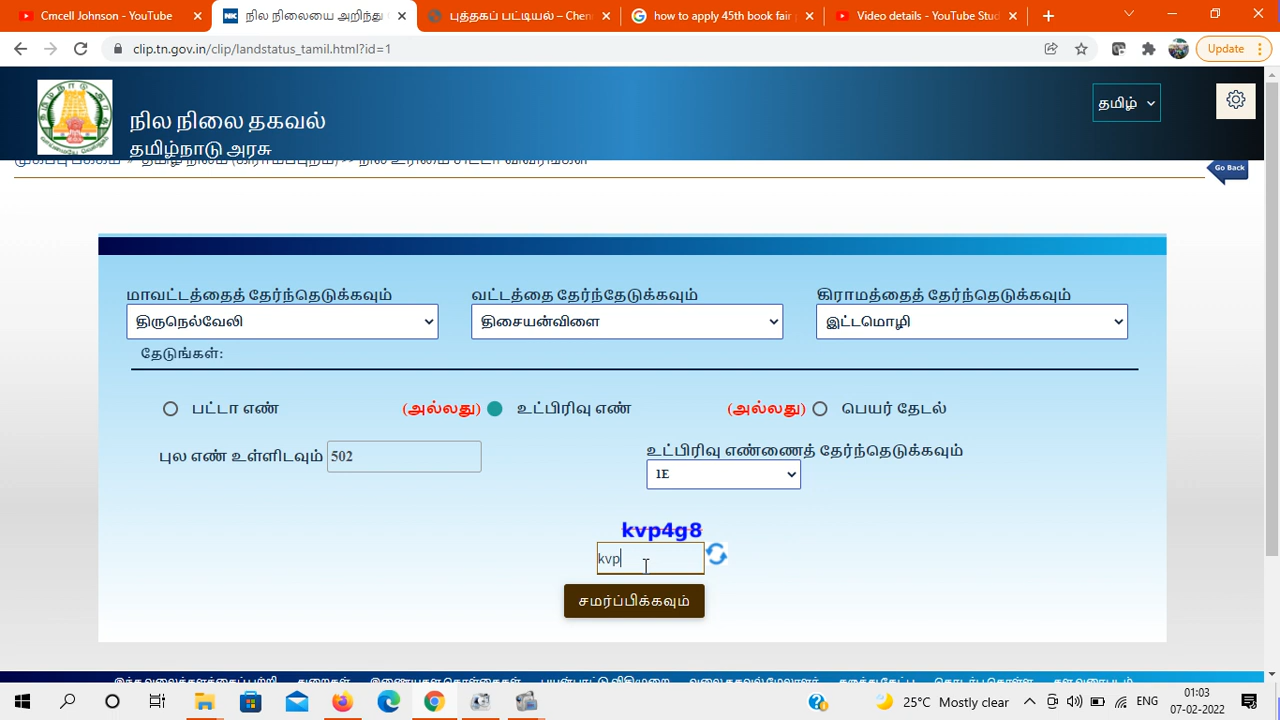 Cmcell Johnson - YouTube
நில நிலையை அறிந்து
புத்தகப் பட்டியல் – Chen
how to apply 45th book fair
Video details - YouTube Stud
clip.tn.gov.in/clip/landstatus_tamil.html?id=1
Update
நில நிலை தகவல்
தமிழ்நாடு அரசு
தமிழ்
Go Back
மாவட்டத்தைத் தேர்ந்தெடுக்கவும்
வட்டத்தை தேர்ந்தேடுக்கவும்
கிராமத்தைத் தேர்ந்தெடுக்கவும்
திருநெல்வேலி
திசையன்விளை
இட்டமொழி
தேடுங்கள்:
பட்டா எண்
(அல்லது)
உட்பிரிவு எண்
(அல்லது)
பெயர் தேடல்
புல எண் உள்ளிடவும்
502
உட்பிரிவு எண்ணைத் தேர்ந்தெடுக்கவும்
1E
kvp4g8
kvp
சமர்ப்பிக்கவும்
25°C Mostly clear
ENG
01:03
07-02-2022